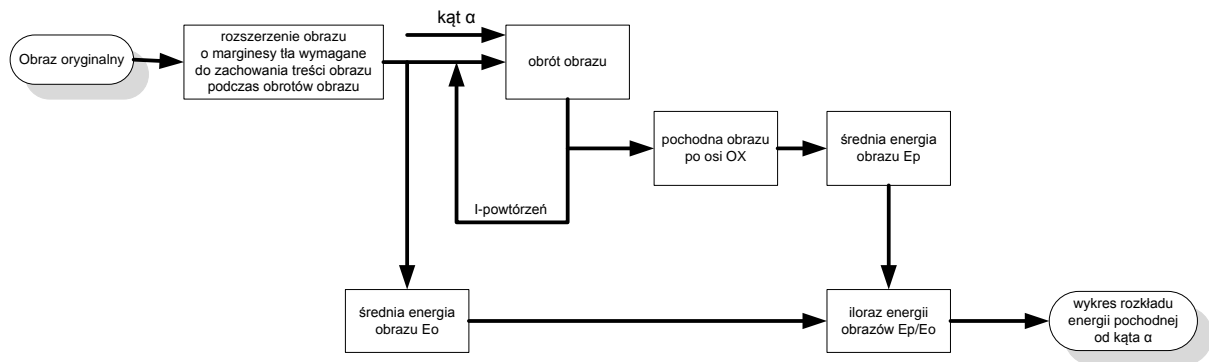 kąt α
Obraz oryginalny
rozszerzenie obrazu
o marginesy tła wymagane
do zachowania treści obrazu
podczas obrotów obrazu
obrót obrazu
pochodna obrazu
po osi OX
średnia energia
obrazu Ep
I-powtórzeń
średnia energia
obrazu Eo
iloraz energii
obrazów Ep/Eo
wykres rozkładu
energii pochodnej
od kąta α